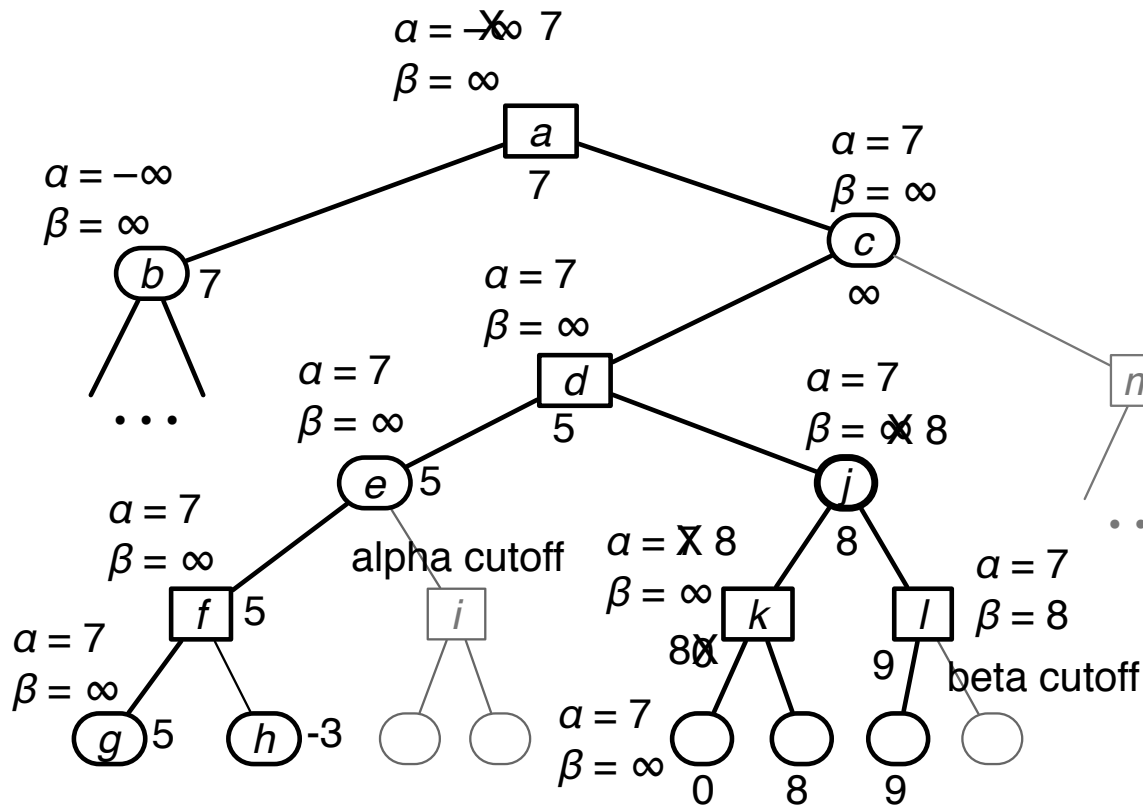 α = −∞ 7
β = ∞
a
7
α = −∞
β = ∞
b
7
. . .
α = 7
β = ∞
c
∞
α = 7
β = ∞
d
5
n
. .
α = 7
β = ∞
e
5
alpha cutoff
α = 7
β = ∞ 8
j
8
α = 7
β = ∞
f
5
i
α = 7 8
β = ∞
k
8 0
α = 7
β = 8
l
9
beta cutoff
α = 7
β = ∞
g
5
h
-3
α = 7
β = ∞
0
8
9